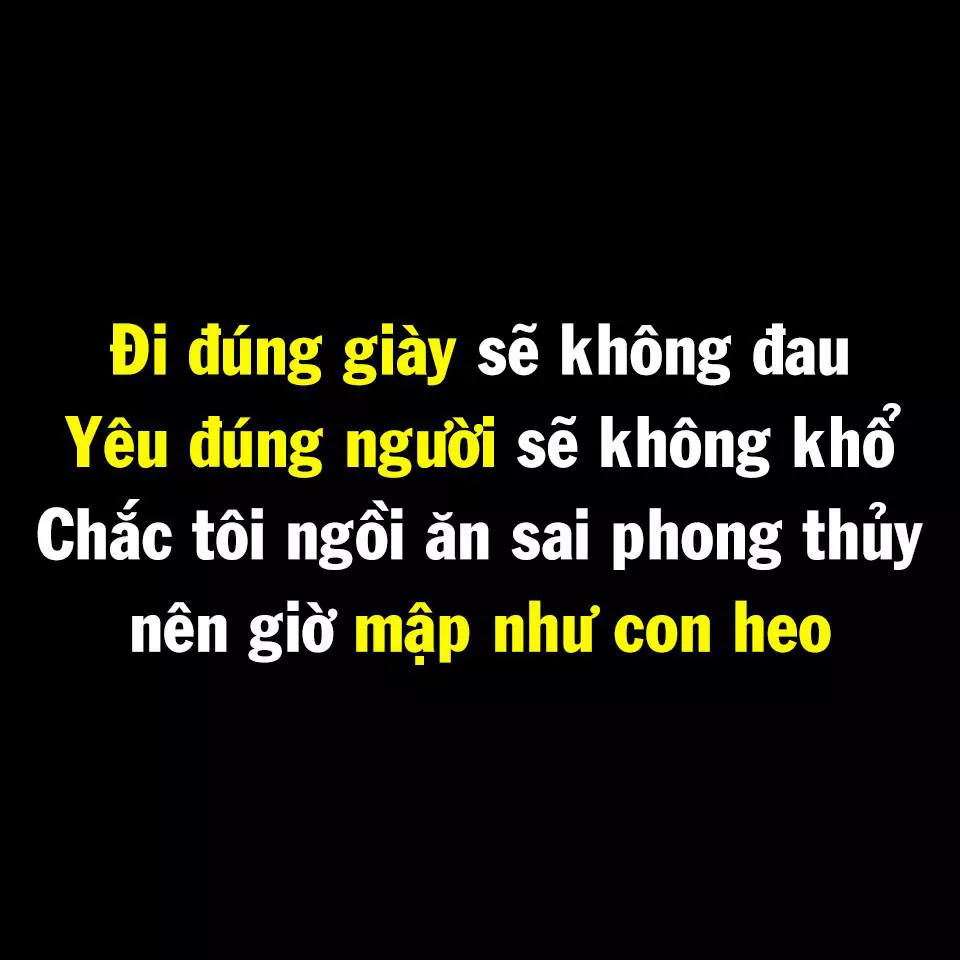 Đi đúng giày sẽ không đau
Yêu đúng người sẽ không khổ
Chắc tôi ngồi ăn sai phong thủy
nên giờ mập như con heo